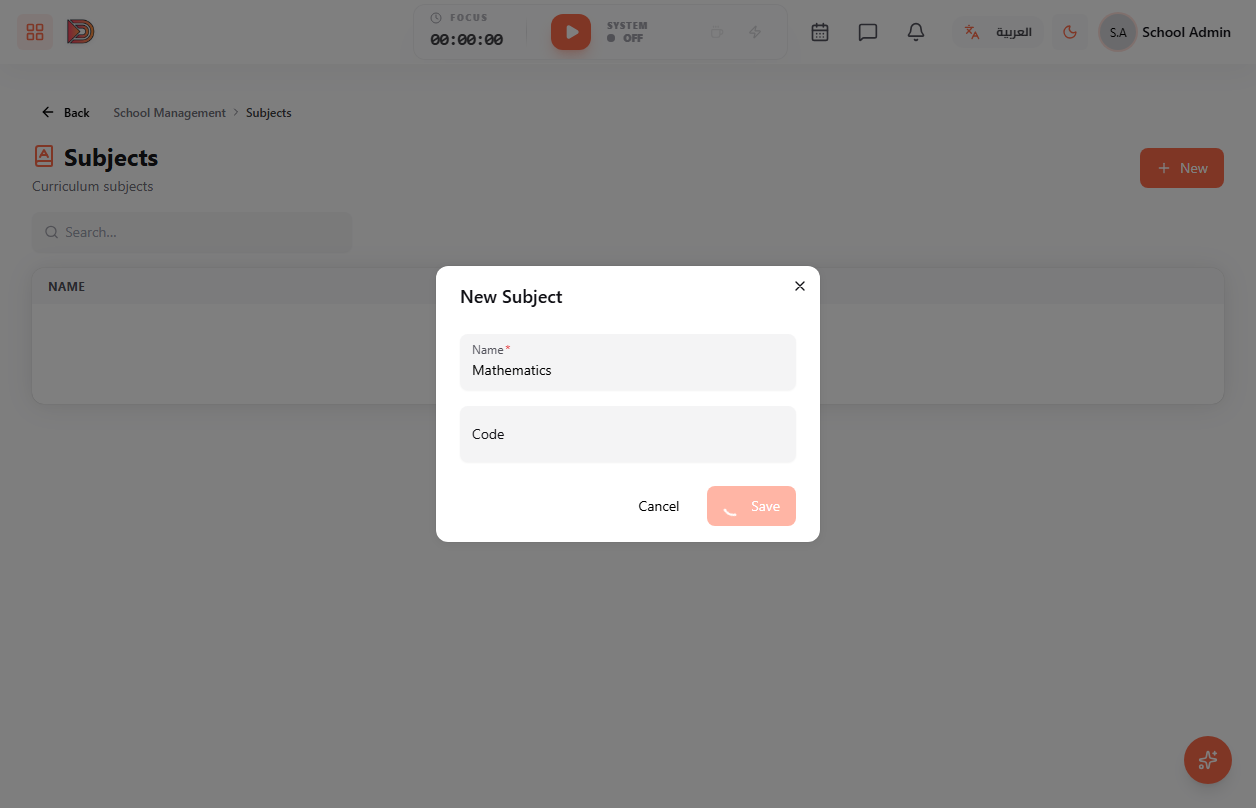 FOCUS
00:00:00
SYSTEM
OFF
العربية
S.A
School Admin
Back
School Management
Subjects
Subjects
Curriculum subjects
New
Search...
NAME
New Subject
Name*
Mathematics
Code
Cancel
Save